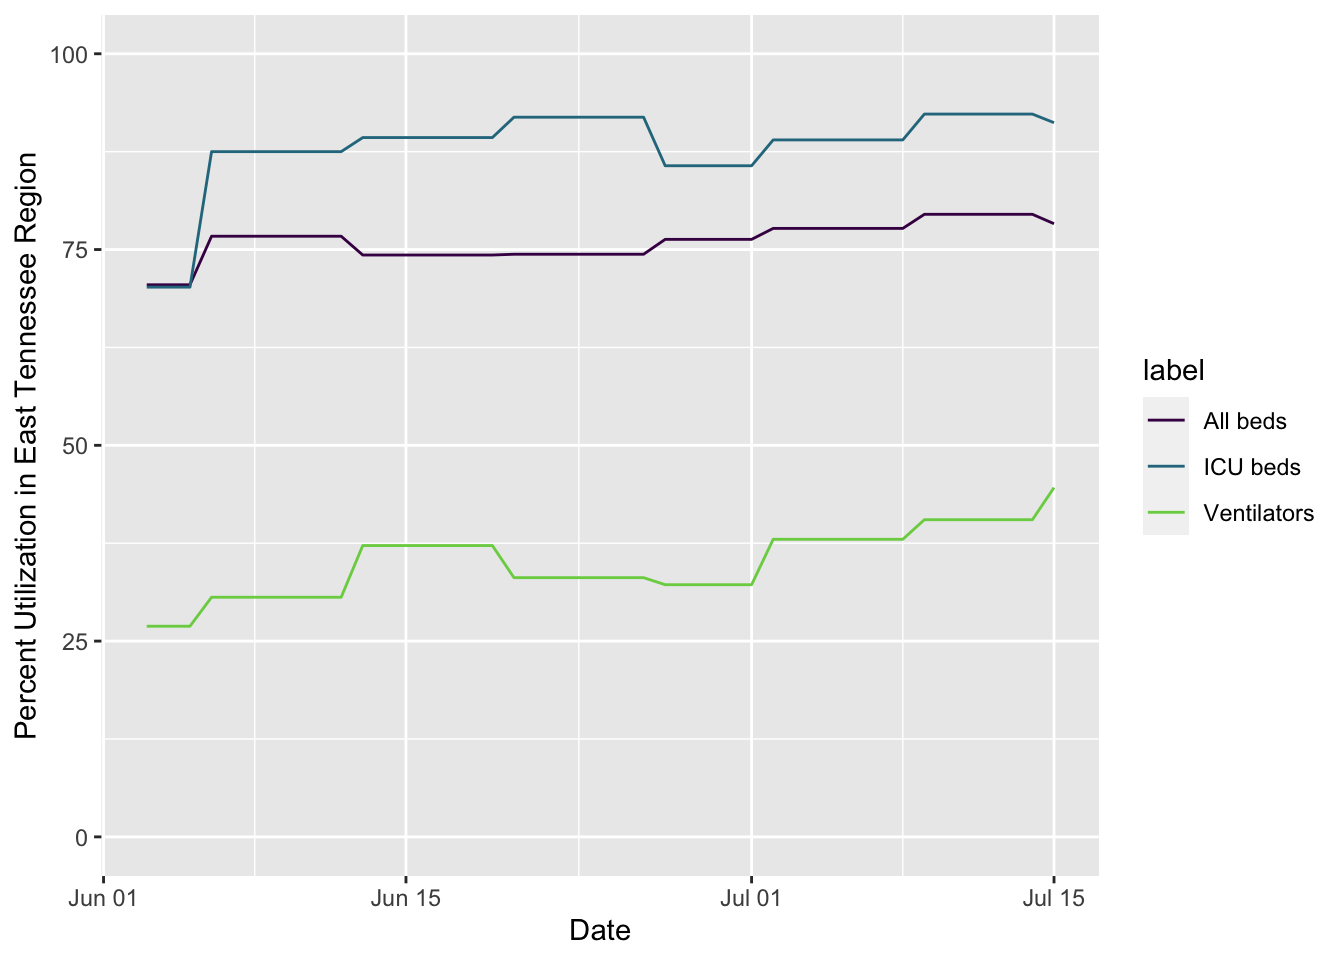 Percent Utilization in East Tennessee Region
100
75
50
25
0
Jun 01
Jun 15
Jul 01
Jul 15
Date
label
All beds
ICU beds
Ventilators